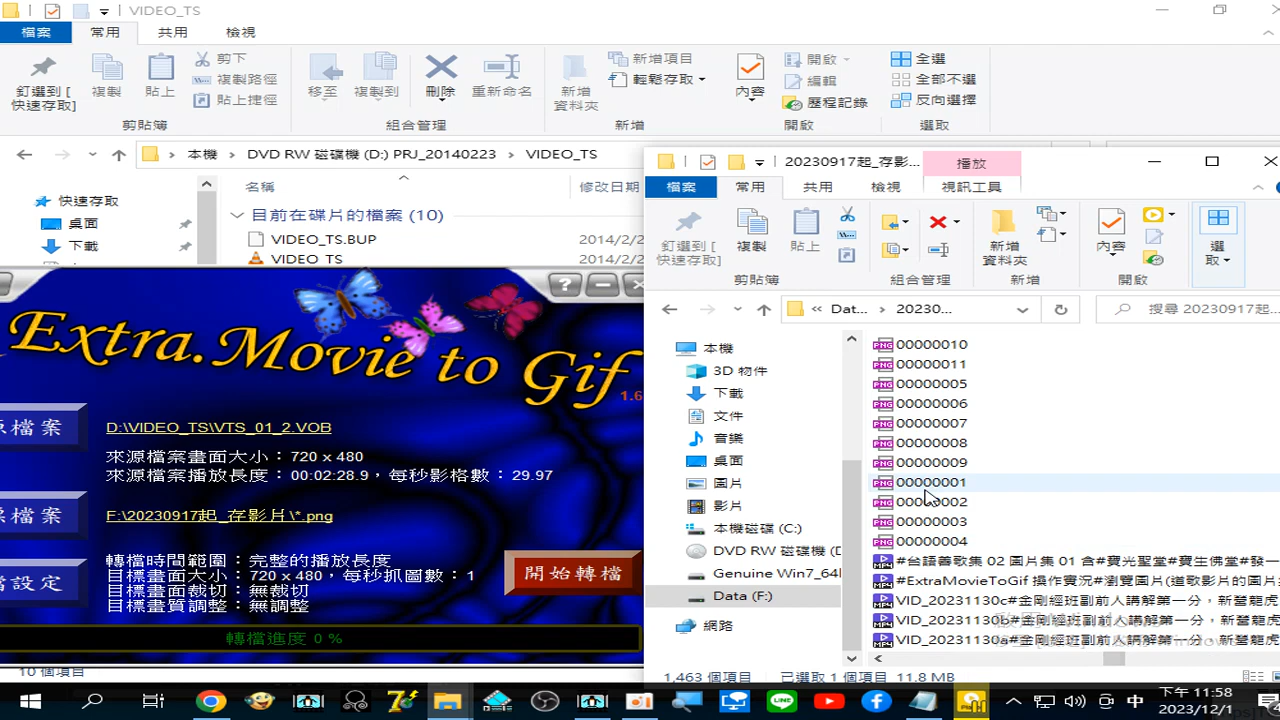 VIDEO_TS
檔案 常用 共用 檢視
釘選到 [
快速存取]
複製
貼上
剪下
複製路徑
貼上捷徑
移至
複製到
刪除
重新命名
新增
資料夾
新增項目
輕鬆存取
內容
開啟
編輯
歷程記錄
全選
全部不選
反向選擇
剪貼簿 組合管理 新增 開啟 選取
本機 › DVD RW 磁碟機 (D:) PRJ_20140223 › VIDEO_TS
快速存取
桌面
下載
名稱 修改日期
目前在碟片的檔案 (10)
VIDEO_TS.BUP 2014/2/2
VIDEO_TS 2014/2/2
Extra.Movie to Gif
1.6
檔案
D:\VIDEO_TS\VTS_01_2.VOB
來源檔案畫面大小：720 x 480
來源檔案播放長度：00:02:28.9，每秒影格數：29.97
檔案
F:\20230917起_存影片\*.png
轉檔時間範圍：完整的播放長度
目標畫面大小：720 x 480，每秒抓圖數：1
目標畫面裁切：無裁切
目標畫質調整：無調整
設定
開始轉檔
轉檔進度 0 %
10 個項目
20230917起_存影... 播放
檔案 常用 共用 檢視 視訊工具
釘選到 [
快速存取]
複製
貼上
新增
資料夾
內容
選
取
剪貼簿 組合管理 新增 開啟
« Dat... › 20230... 搜尋 20230917起...
本機
3D 物件
下載
文件
音樂
桌面
圖片
影片
本機磁碟 (C:)
DVD RW 磁碟機 (D
Genuine Win7_64
Data (F:)
網路
PNG 00000010
PNG 00000011
PNG 00000005
PNG 00000006
PNG 00000007
PNG 00000008
PNG 00000009
PNG 00000001
PNG 00000002
PNG 00000003
PNG 00000004
MP4 #台語善歌集 02 圖片集 01 含#寶光聖堂#寶生佛堂#發一
MP4 #ExtraMovieToGif 操作實況#瀏覽圖片(道歌影片的圖片
MP4 VID_20231130c#金剛經班副前人講解第一分，新營龍虎
MP4 VID_20231130b#金剛經班副前人講解第一分，新營龍虎
MP4 VID_20231130a#金剛經班副前人講解第一分，新營龍虎
1,463 個項目 已選取 1 個項目 11.8 MB
中
下午 11:58
2023/12/1